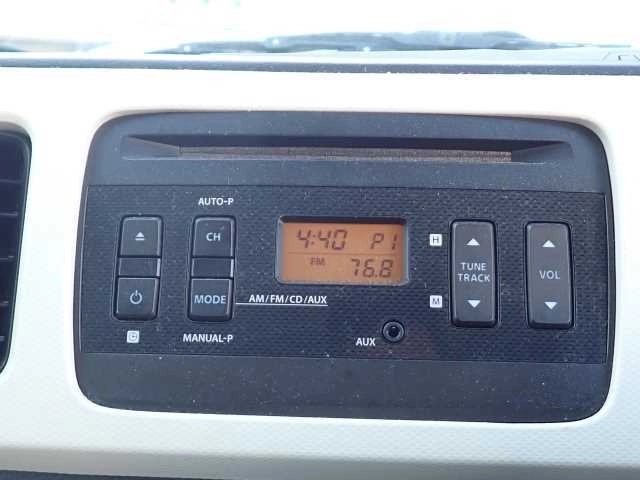 AUTO-P
CH
4:40 P1
FM 76.8
H
TUNE
TRACK
VOL
MODE
AM/FM/CD/AUX
M
MANUAL-P
AUX